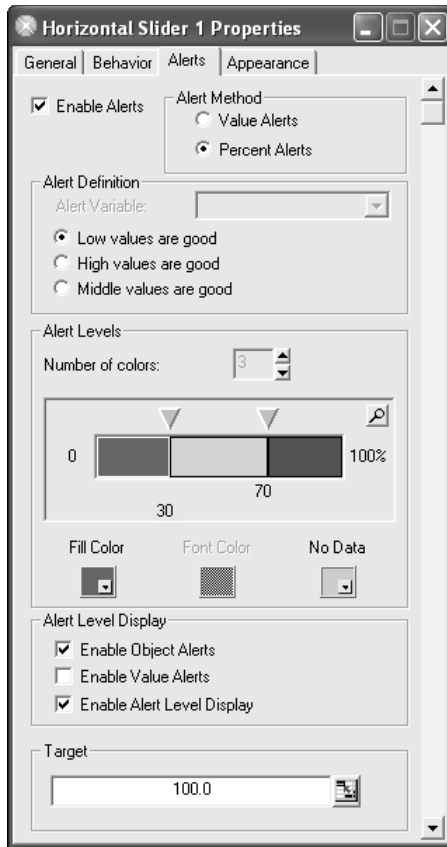 Horizontal Slider 1 Properties
General Behavior Alerts Appearance
Enable Alerts
Alert Method
Value Alerts
Percent Alerts
Alert Definition
Alert Variable:
Low values are good
High values are good
Middle values are good
Alert Levels
Number of colors: 3
0 100%
70
30
Fill Color Font Color No Data
Alert Level Display
Enable Object Alerts
Enable Value Alerts
Enable Alert Level Display
Target
100.0